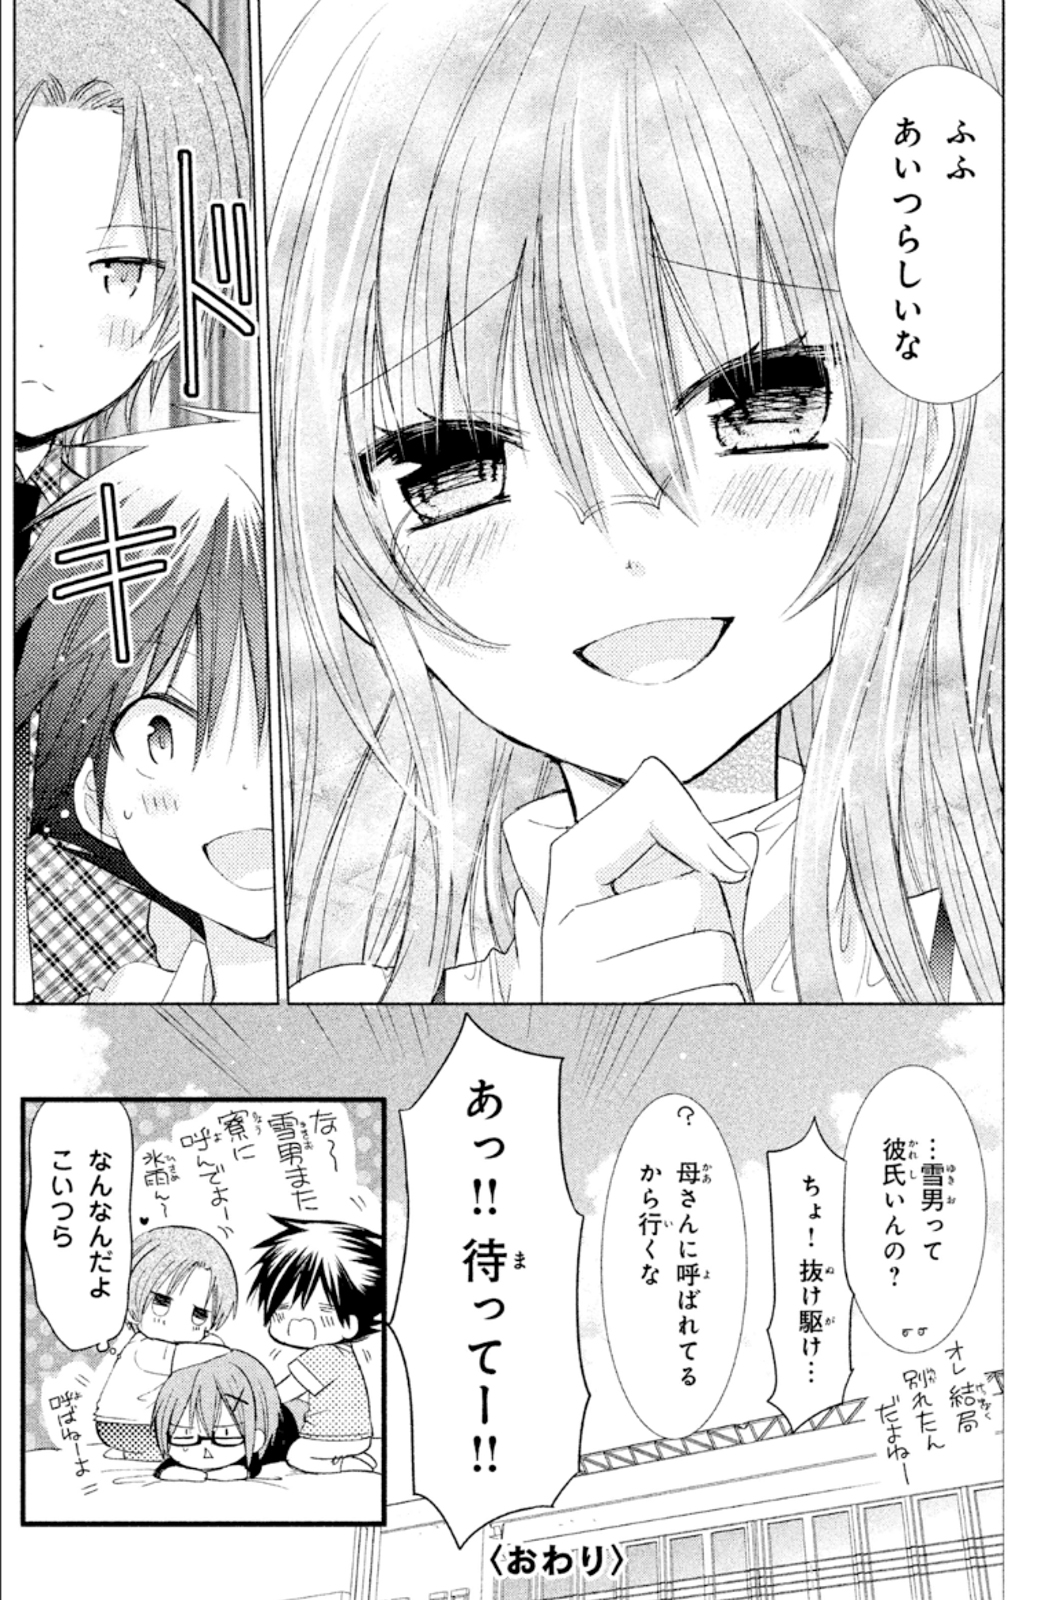 ふふ
あいつらしいな
ドキ
…雪男って
彼氏いんの？
オレ結局
別れたん
だよねー
ちょ！抜け駆け…
？
母さんに呼ばれてる
から行くな
あっ!!待ってー!!
な〜
雪男また
寮に
呼んでよ〜
氷雨ん〜
なんなんだよ
こいつら
呼ばねーよ
〈おわり〉